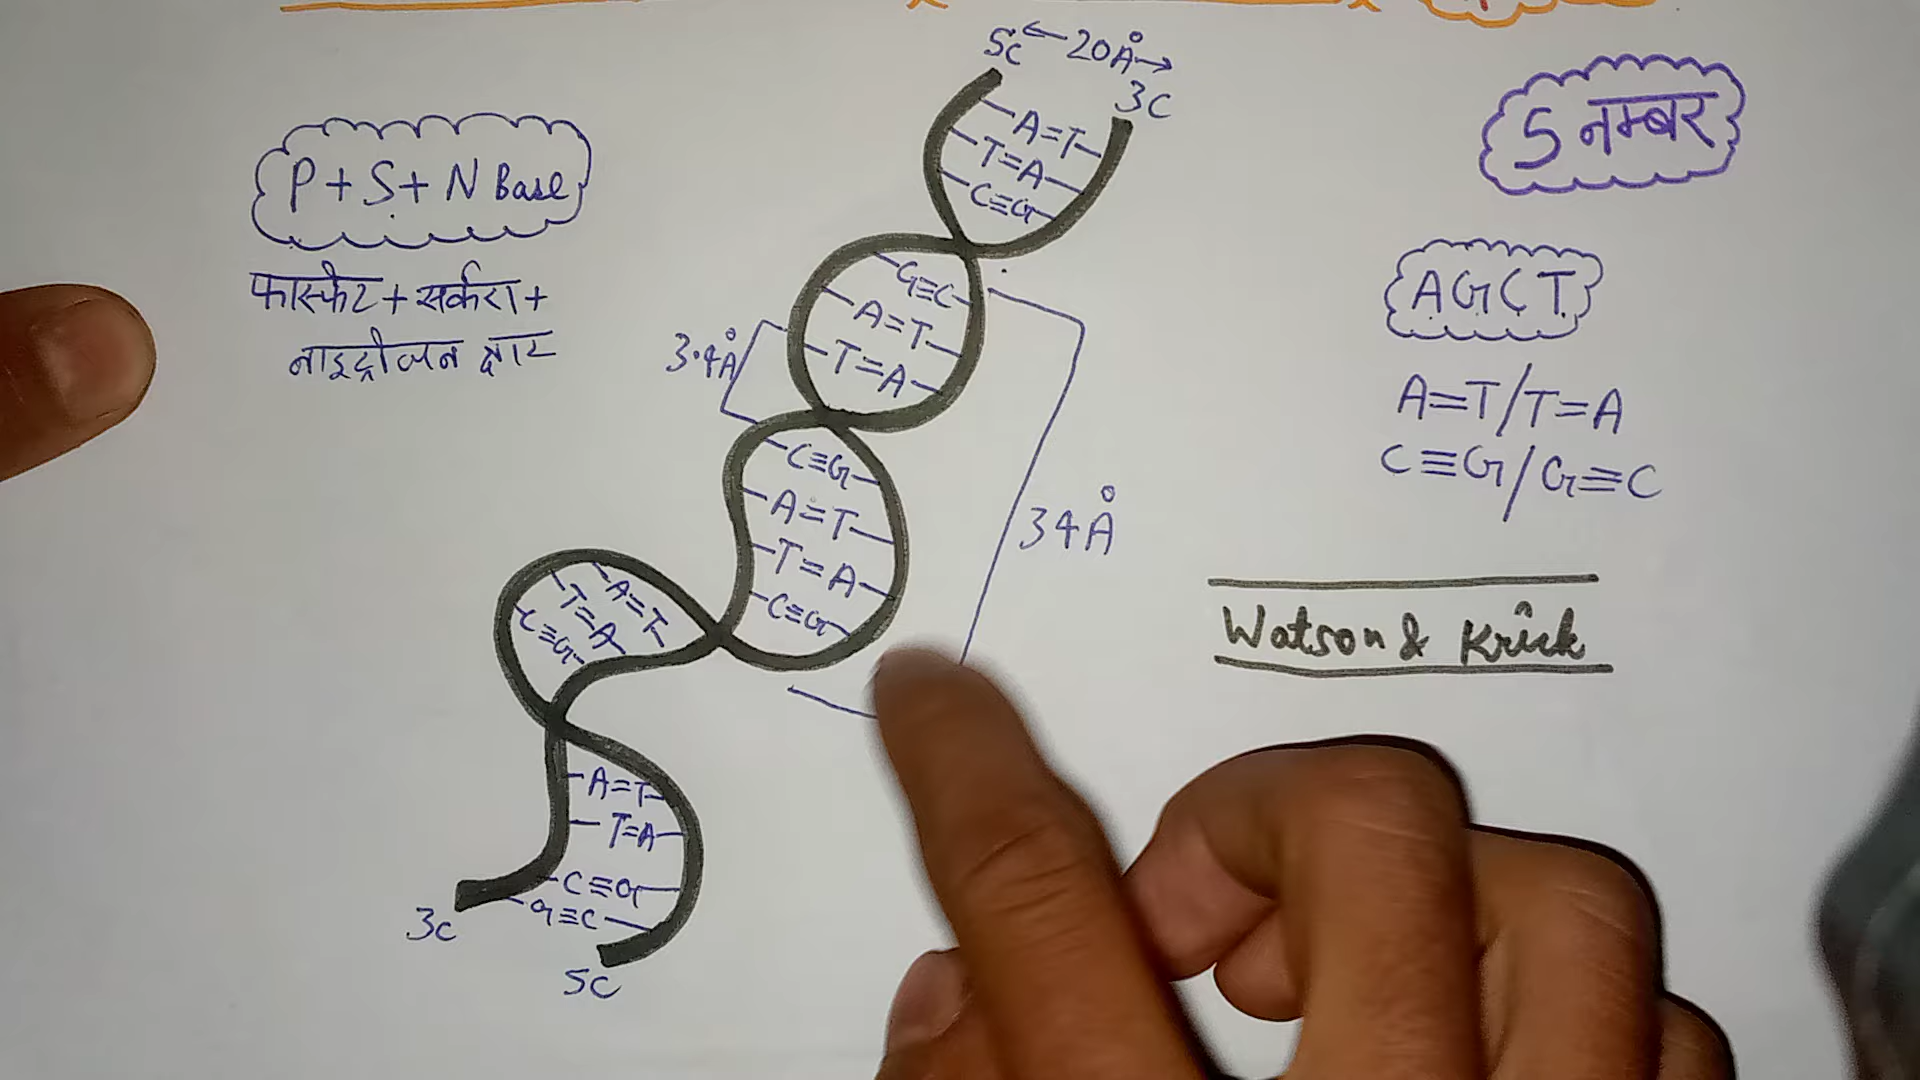 5C ←20Å→
3C
A=T
T=A
C≡G
G≡C
A=T
T=A
3.4Å
C≡G
A=T
T=A
C≡G
34Å
A=T
T=A
C≡G
A=T
T=A
C≡G
G≡C
3C
5C
P+S+N Base
फास्फेट+सर्करा+
नाइट्रोजन क्षार
5 नम्बर
AGCT
A=T/T=A
C≡G/G≡C
Watson & Krick